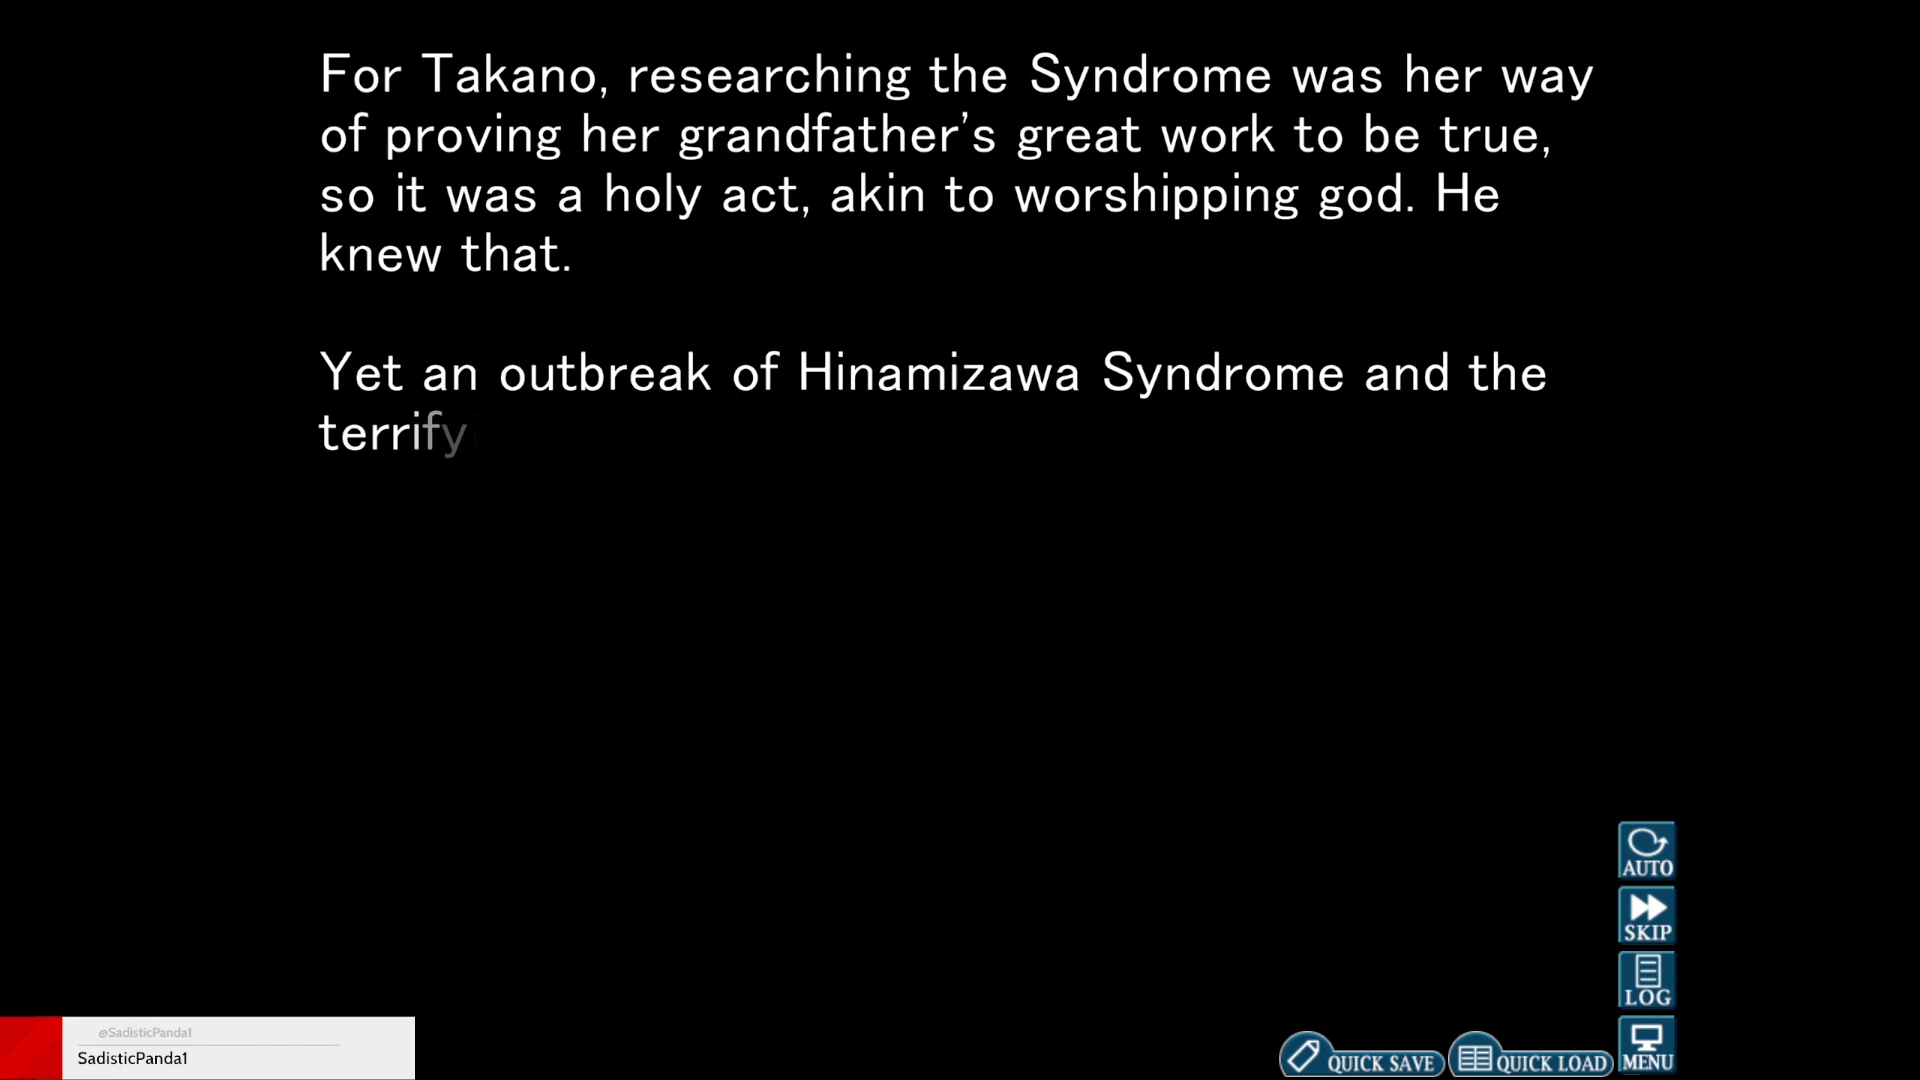 For Takano, researching the Syndrome was her way
of proving her grandfather's great work to be true,
so it was a holy act, akin to worshipping god. He
knew that.
Yet an outbreak of Hinamizawa Syndrome and the
terrify
AUTO
SKIP
LOG
MENU
QUICK SAVE
QUICK LOAD
@SadisticPanda1
SadisticPanda1